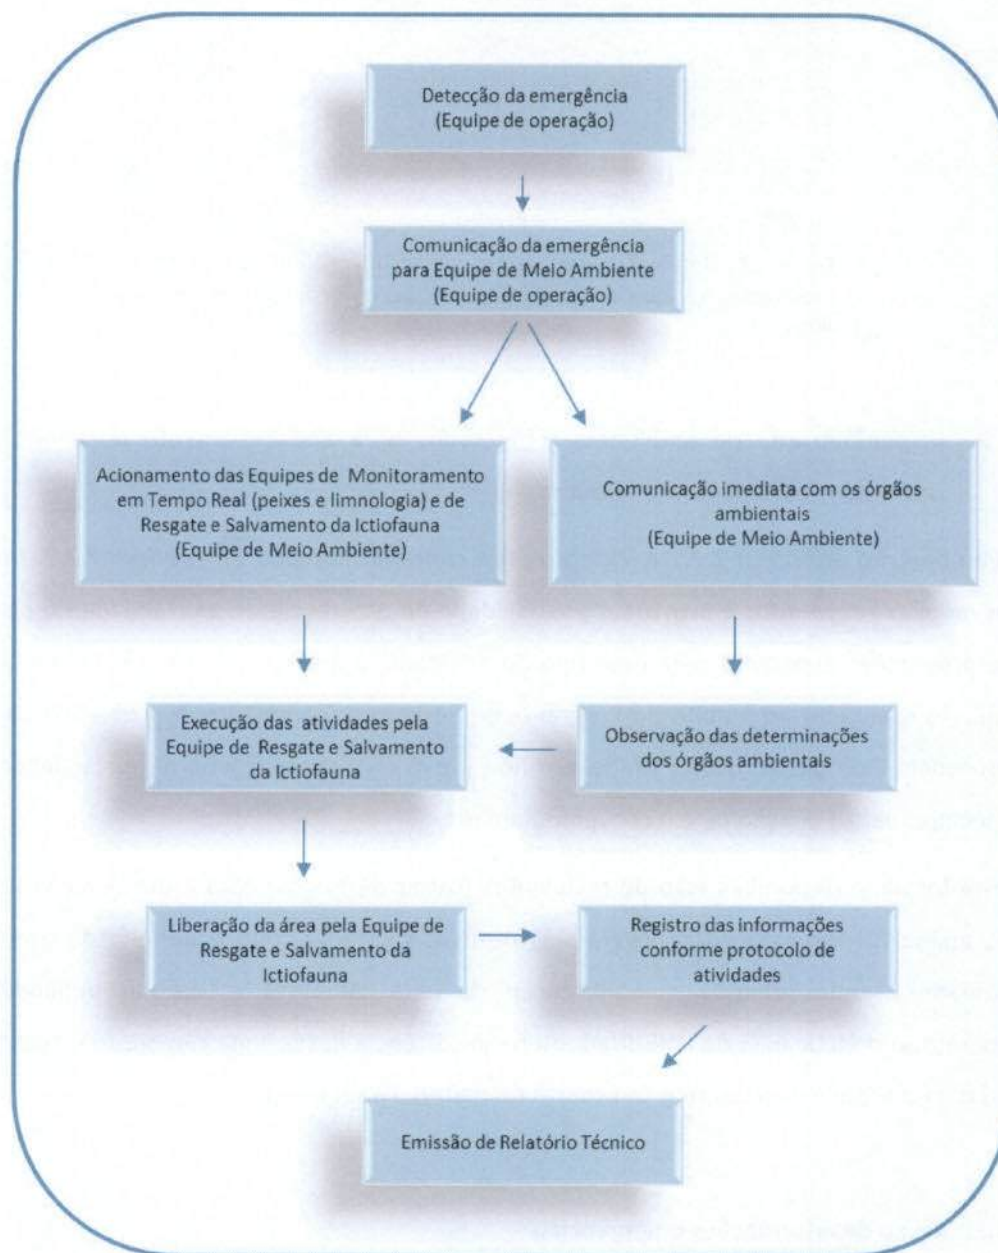 Detecção da emergência
(Equipe de operação)
Comunicação da emergência
para Equipe de Meio Ambiente
(Equipe de operação)
Acionamento das Equipes de Monitoramento
em Tempo Real (peixes e limnologia) e de
Resgate e Salvamento da Ictiofauna
(Equipe de Meio Ambiente)
Comunicação imediata com os órgãos
ambientais
(Equipe de Meio Ambiente)
Execução das atividades pela
Equipe de Resgate e Salvamento
da Ictiofauna
Observação das determinações
dos órgãos ambientais
Liberação da área pela Equipe de
Resgate e Salvamento da
Ictiofauna
Registro das informações
conforme protocolo de
atividades
Emissão de Relatório Técnico